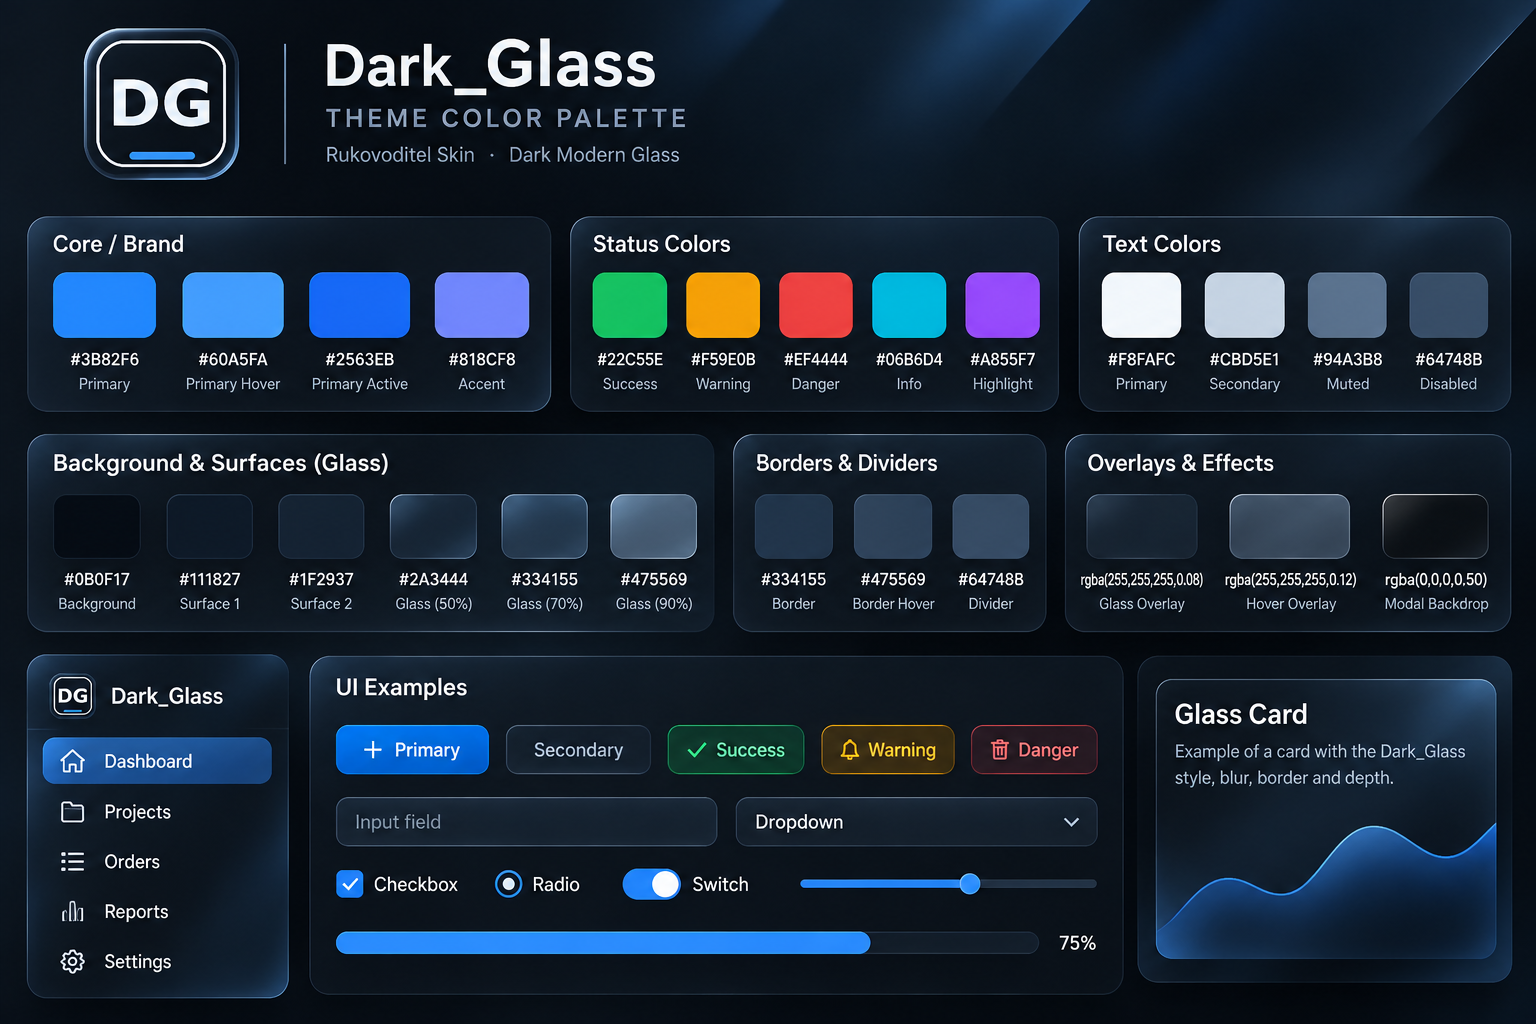 DG
Dark_Glass
THEME COLOR PALETTE
Rukovoditel Skin · Dark Modern Glass
Core / Brand
#3B82F6
Primary
#60A5FA
Primary Hover
#2563EB
Primary Active
#818CF8
Accent
Status Colors
#22C55E
Success
#F59E0B
Warning
#EF4444
Danger
#06B6D4
Info
#A855F7
Highlight
Text Colors
#F8FAFC
Primary
#CBD5E1
Secondary
#94A3B8
Muted
#64748B
Disabled
Background & Surfaces (Glass)
#0B0F17
Background
#111827
Surface 1
#1F2937
Surface 2
#2A3444
Glass (50%)
#334155
Glass (70%)
#475569
Glass (90%)
Borders & Dividers
#334155
Border
#475569
Border Hover
#64748B
Divider
Overlays & Effects
rgba(255,255,255,0.08)
Glass Overlay
rgba(255,255,255,0.12)
Hover Overlay
rgba(0,0,0,0.50)
Modal Backdrop
DG
Dark_Glass
Dashboard
Projects
Orders
Reports
Settings
UI Examples
Primary
Secondary
Success
Warning
Danger
Input field
Dropdown
Checkbox
Radio
Switch
75%
Glass Card
Example of a card with the Dark_Glass
style, blur, border and depth.